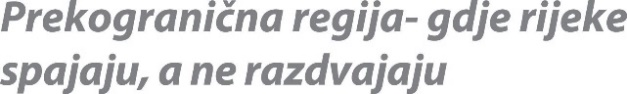 Prekogranična regija- gdje rijeke
spajaju, a ne razdvajaju